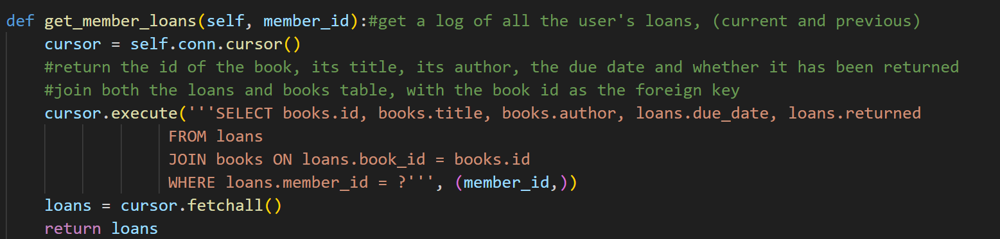 def get_member_loans(self, member_id):#get a log of all the user's loans, (current and previous)
    cursor = self.conn.cursor()
    #return the id of the book, its title, its author, the due date and whether it has been returned
    #join both the loans and books table, with the book id as the foreign key
    cursor.execute('''SELECT books.id, books.title, books.author, loans.due_date, loans.returned
                 FROM loans
                 JOIN books ON loans.book_id = books.id
                 WHERE loans.member_id = ?''', (member_id,))
    loans = cursor.fetchall()
    return loans